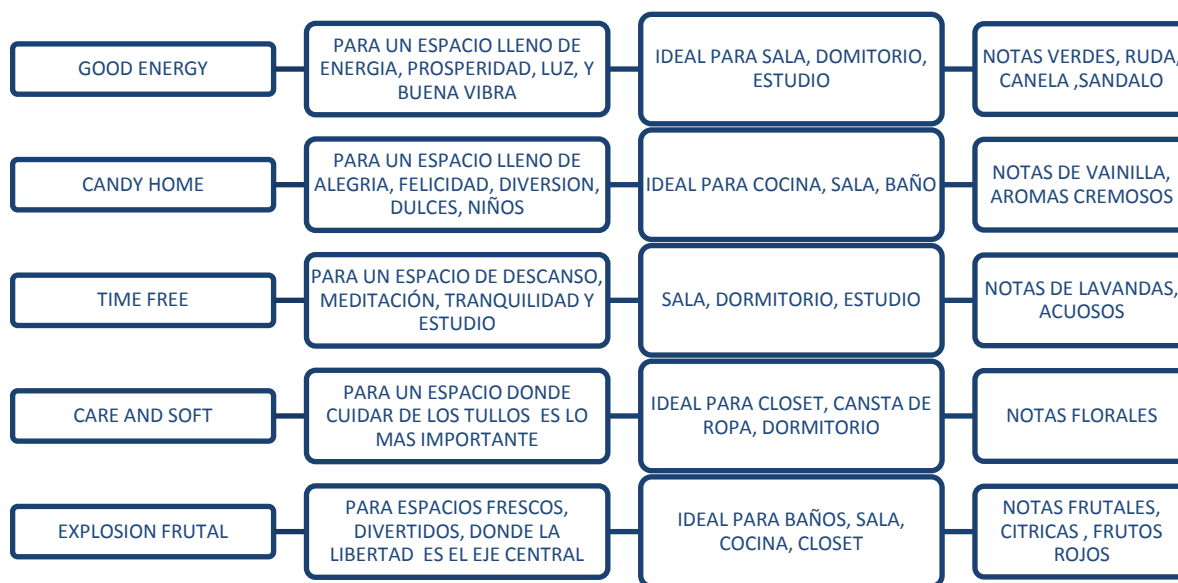 GOOD ENERGY
PARA UN ESPACIO LLENO DE
ENERGIA, PROSPERIDAD, LUZ, Y
BUENA VIBRA
IDEAL PARA SALA, DOMITORIO,
ESTUDIO
NOTAS VERDES, RUDA,
CANELA ,SANDALO
CANDY HOME
PARA UN ESPACIO LLENO DE
ALEGRIA, FELICIDAD, DIVERSION,
DULCES, NIÑOS
IDEAL PARA COCINA, SALA, BAÑO
NOTAS DE VAINILLA,
AROMAS CREMOSOS
TIME FREE
PARA UN ESPACIO DE DESCANSO,
MEDITACIÓN, TRANQUILIDAD Y
ESTUDIO
SALA, DORMITORIO, ESTUDIO
NOTAS DE LAVANDAS,
ACUOSOS
CARE AND SOFT
PARA UN ESPACIO DONDE
CUIDAR DE LOS TULLOS  ES LO
MAS IMPORTANTE
IDEAL PARA CLOSET, CANSTA DE
ROPA, DORMITORIO
NOTAS FLORALES
EXPLOSION FRUTAL
PARA ESPACIOS FRESCOS,
DIVERTIDOS, DONDE LA
LIBERTAD  ES EL EJE CENTRAL
IDEAL PARA BAÑOS, SALA,
COCINA, CLOSET
NOTAS FRUTALES,
CITRICAS , FRUTOS
ROJOS